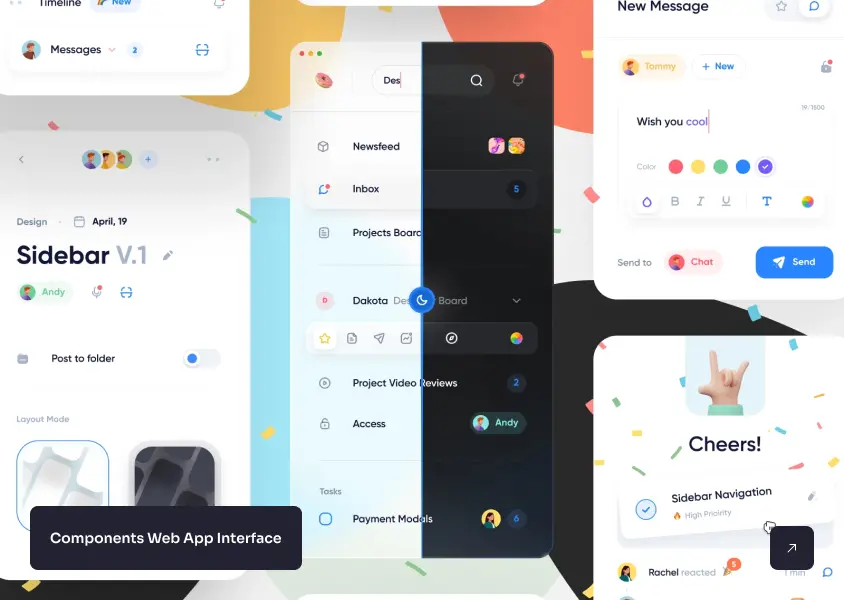 Timeline
New
Messages
2
Design · April, 19
Sidebar V.1
Andy
Post to folder
Layout Mode
Components Web App Interface
Des
Newsfeed
Inbox
5
Projects Board
D
Dakota
Board
Project Video Reviews
2
Access
Andy
Tasks
Payment Modals
6
New Message
Tommy
+ New
19/1500
Wish you cool
Color
B I U T
Send to
Chat
Send
Cheers!
Sidebar Navigation
High Priority
Rachel reacted
5
1 min